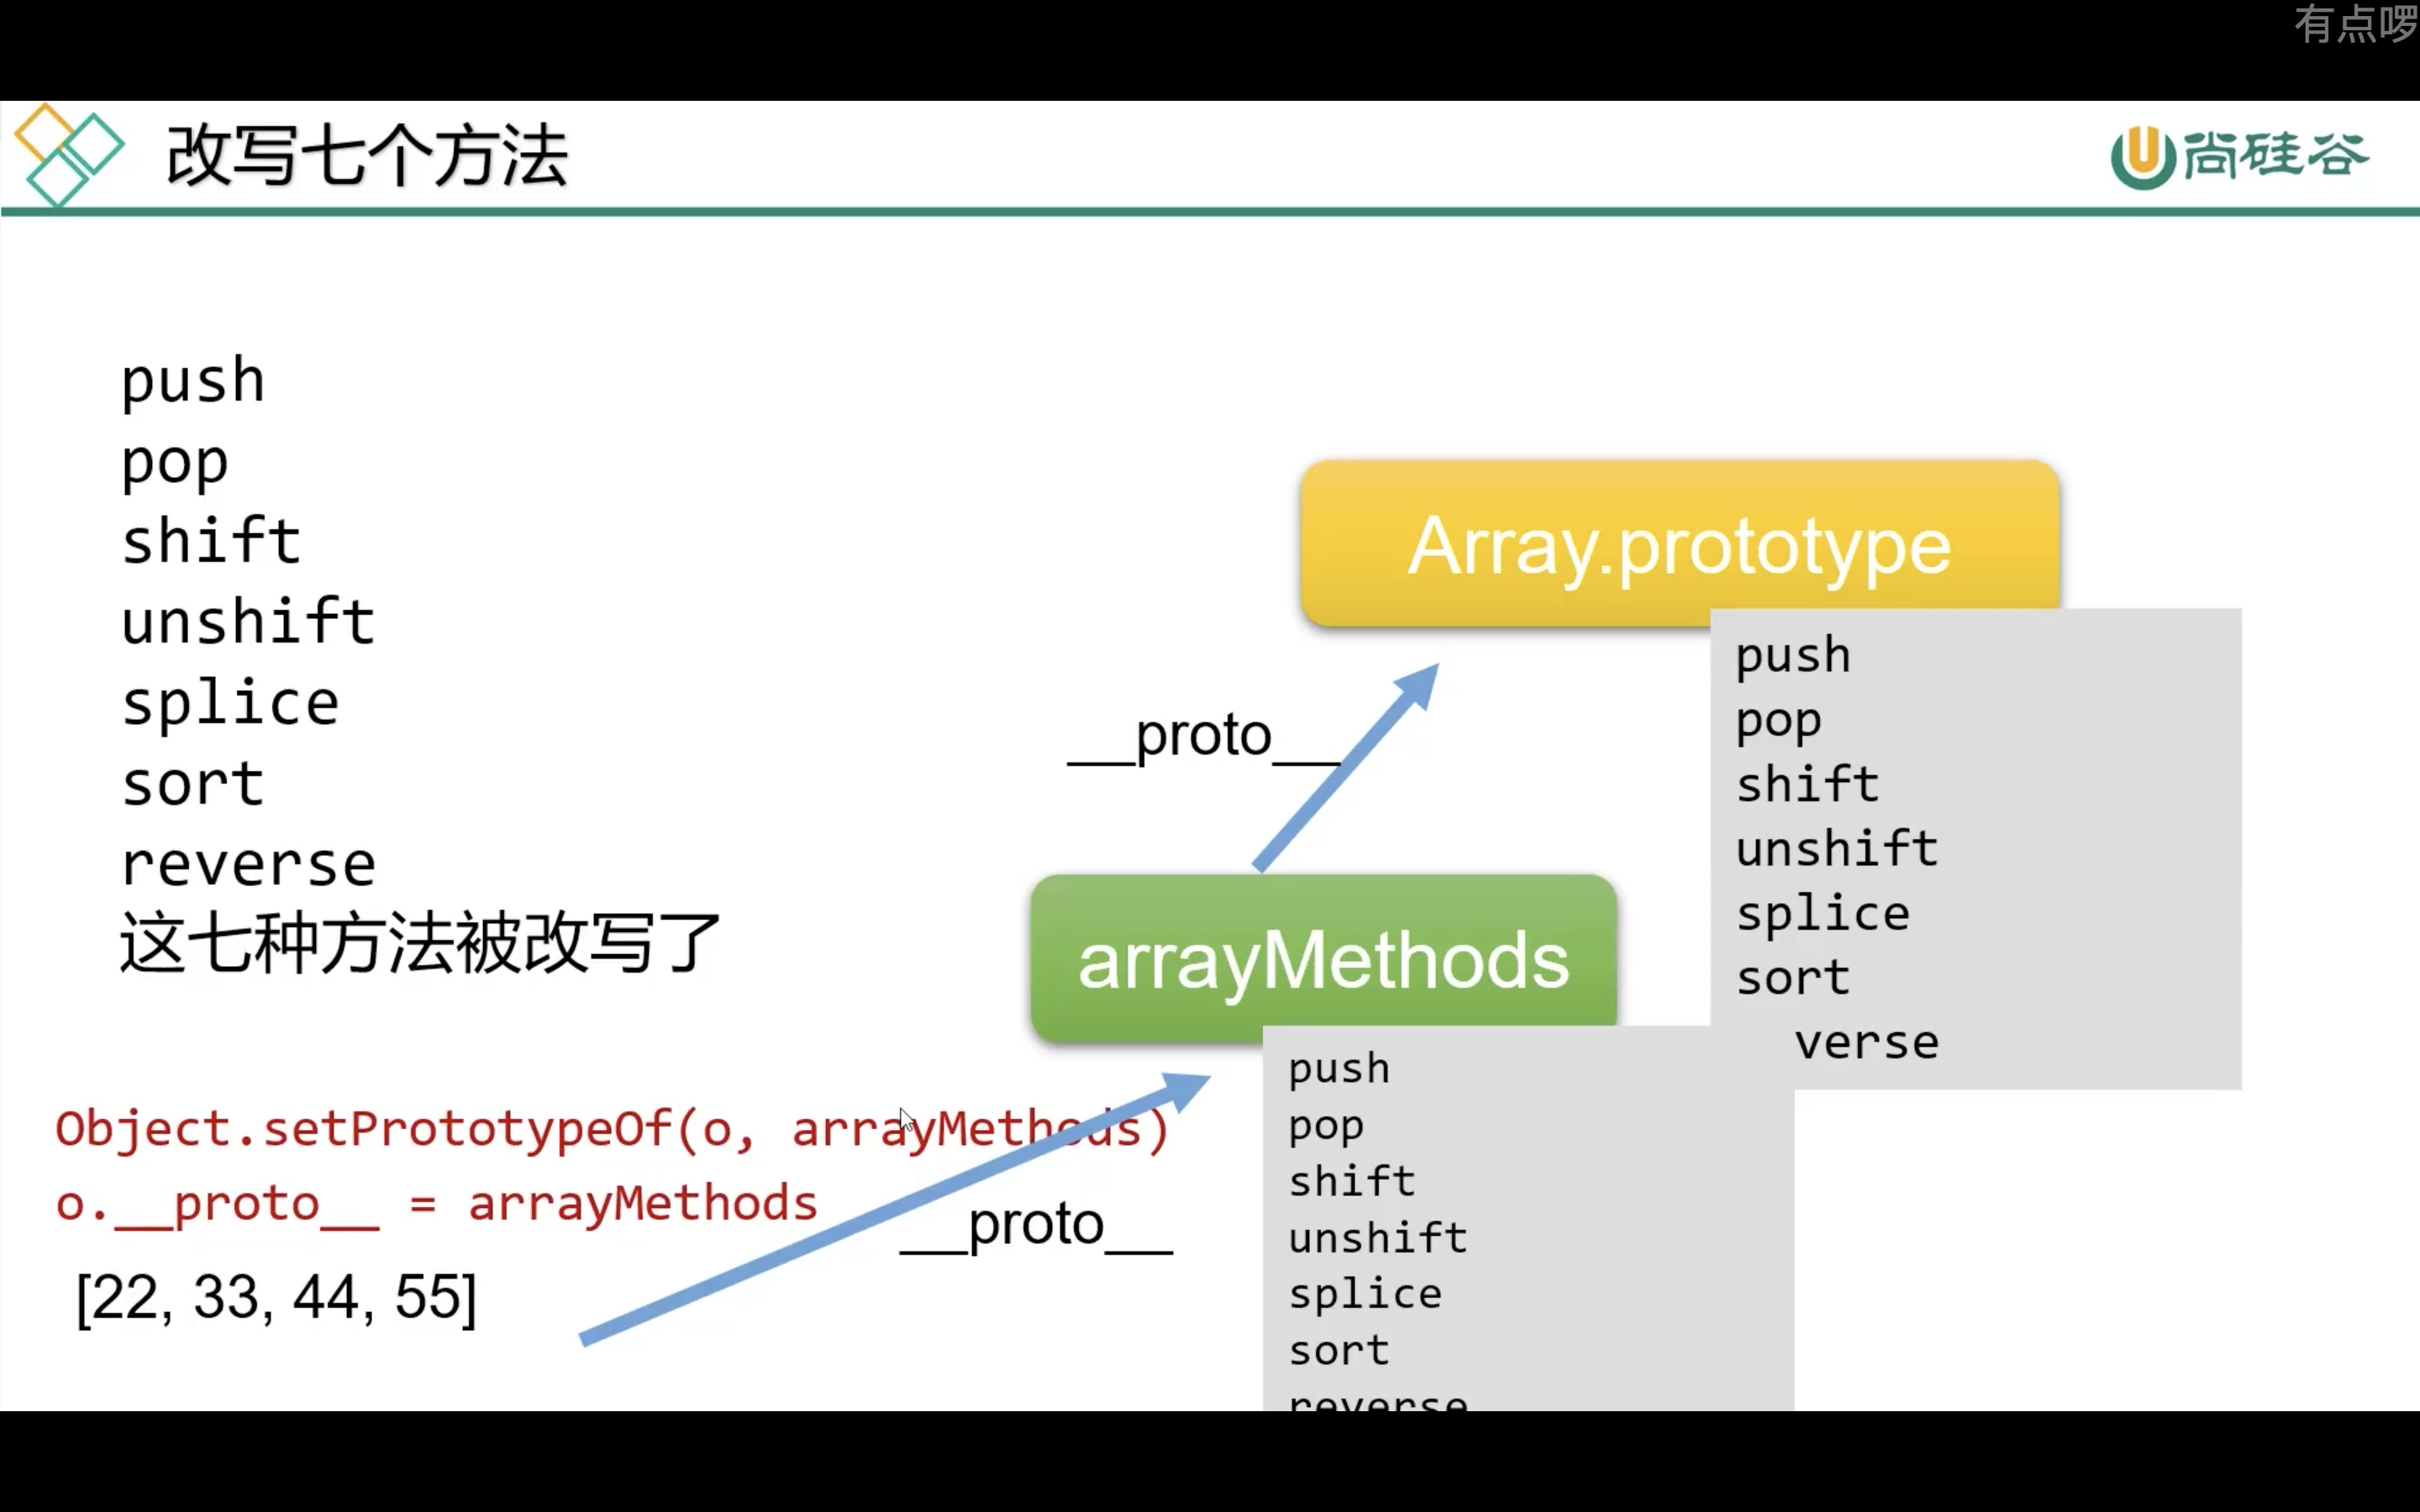 有点啰
改写七个方法
尚硅谷
push
pop
shift
unshift
splice
sort
reverse
这七种方法被改写了
Array.prototype
push
pop
shift
unshift
splice
sort
verse
__proto__
arrayMethods
push
pop
shift
unshift
splice
sort
reverse
Object.setPrototypeOf(o, arrayMethods)
o.__proto__ = arrayMethods
__proto__
[22, 33, 44, 55]